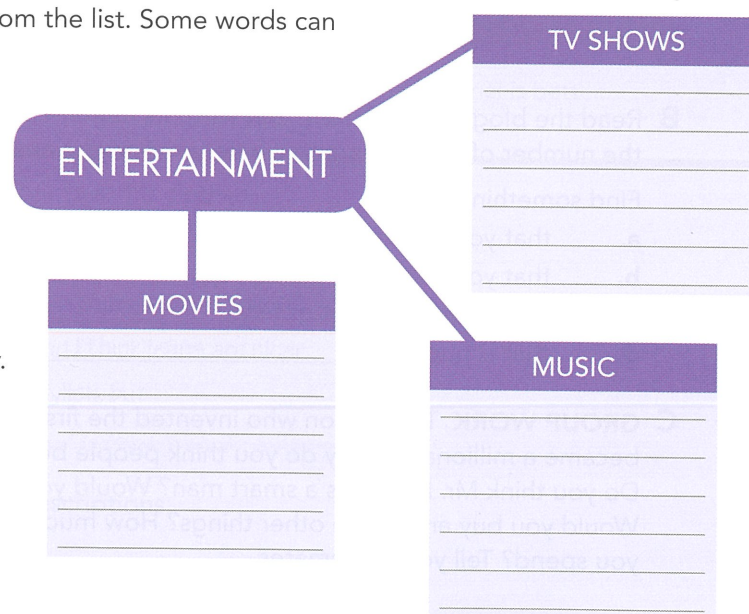 om the list. Some words can
TV SHOWS
ENTERTAINMENT
MOVIES
MUSIC